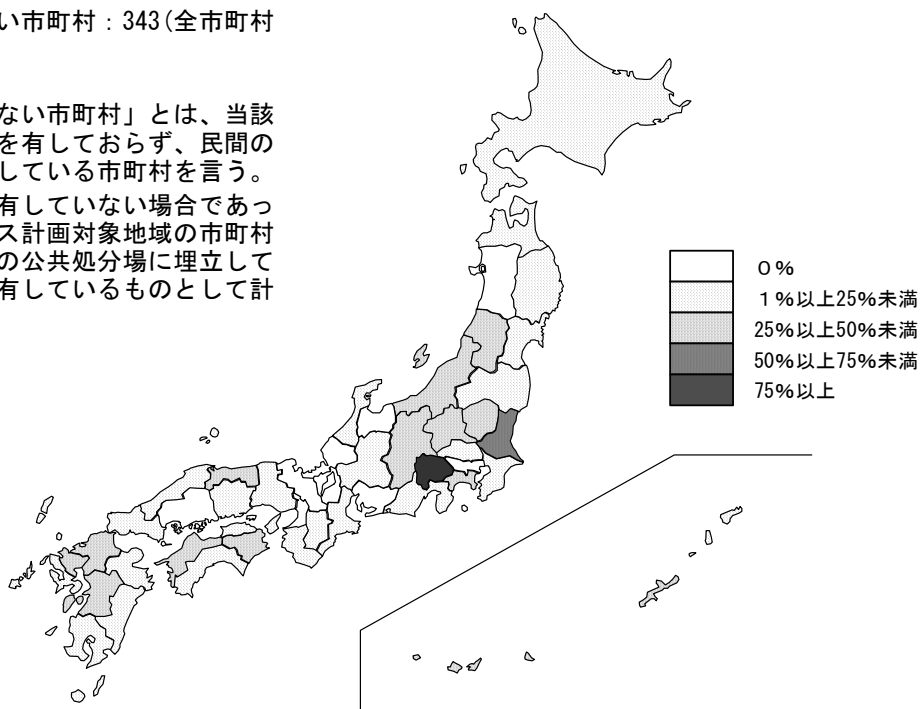 い市町村：343(全市町村
ない市町村」とは、当該
を有しておらず、民間の
している市町村を言う。
有していない場合であっ
ス計画対象地域の市町村
の公共処分場に埋立して
有しているものとして計
0％
1％以上25％未満
25％以上50％未満
50％以上75％未満
75％以上